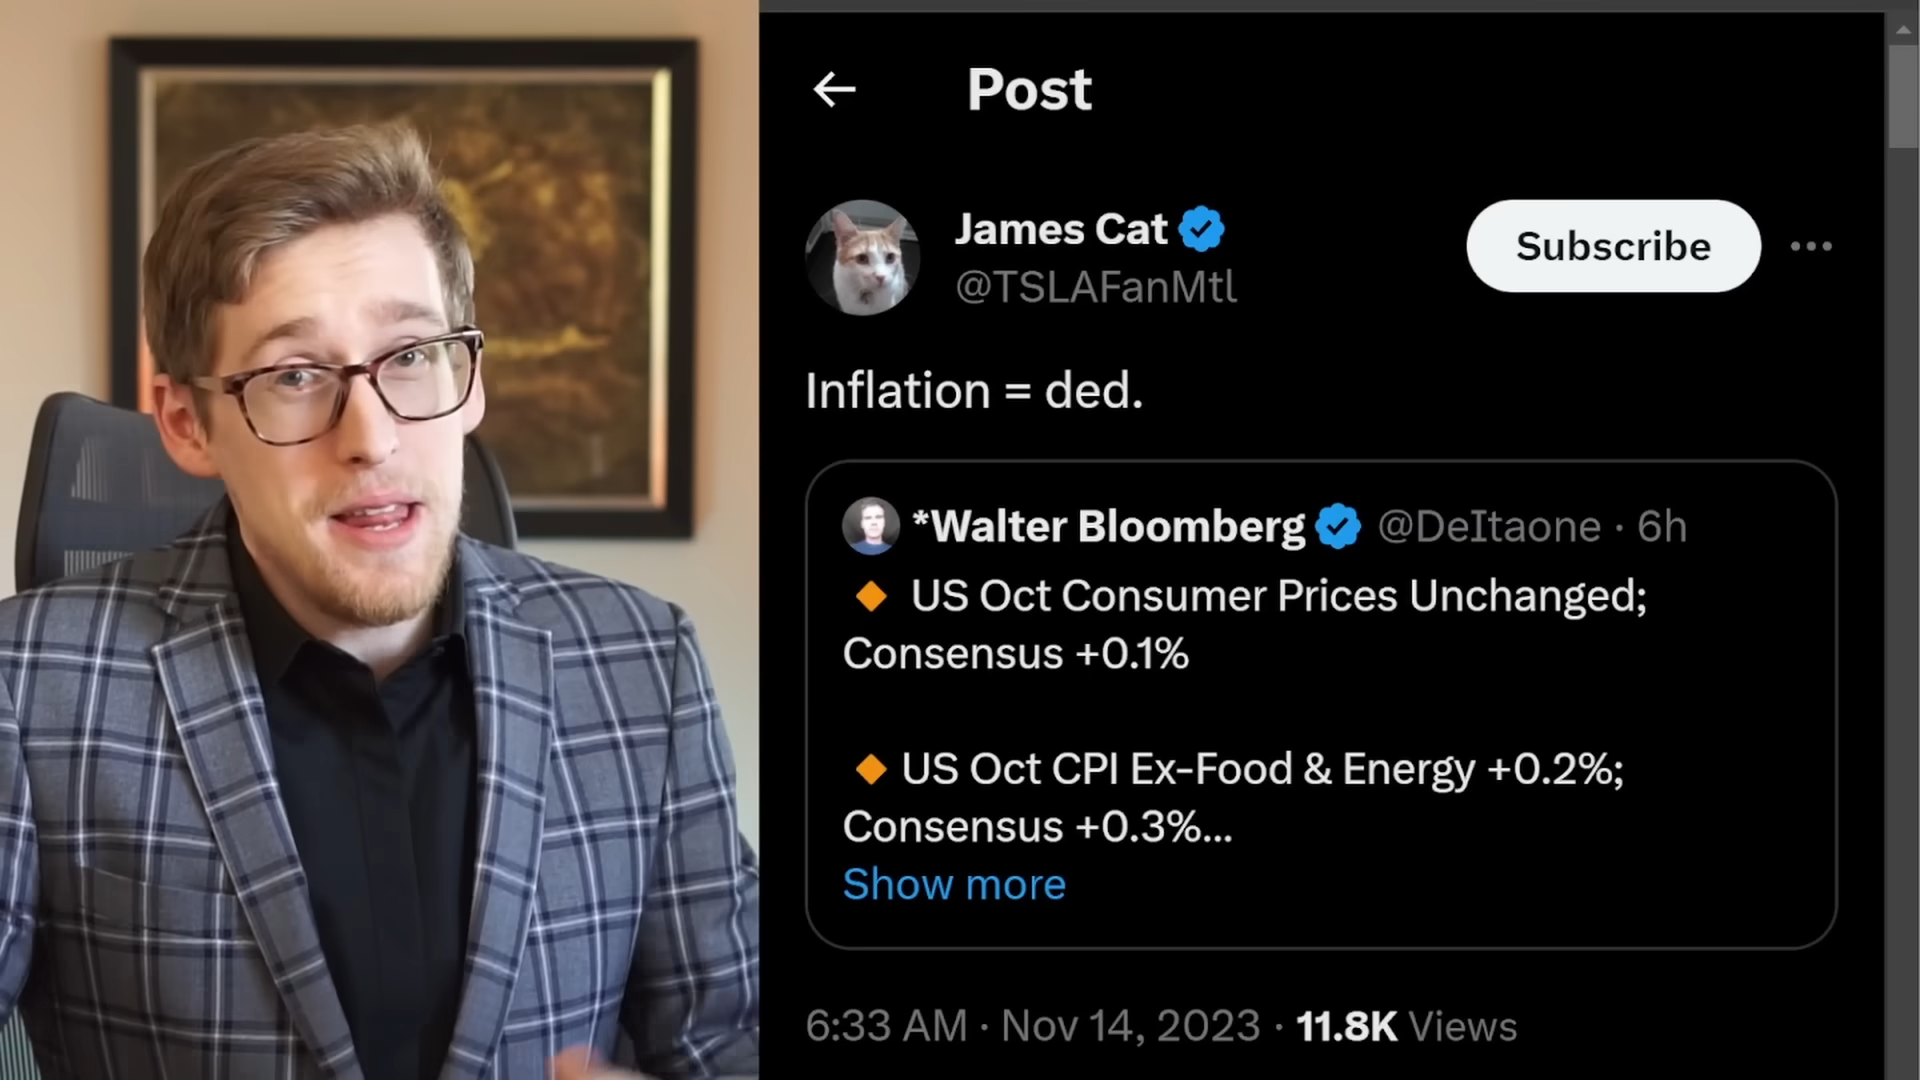 Post
James Cat
@TSLAFanMtl
Subscribe
Inflation = ded.
*Walter Bloomberg @DeItaone · 6h
🔸 US Oct Consumer Prices Unchanged;
Consensus +0.1%
🔸 US Oct CPI Ex-Food & Energy +0.2%;
Consensus +0.3%...
Show more
6:33 AM · Nov 14, 2023 · 11.8K Views